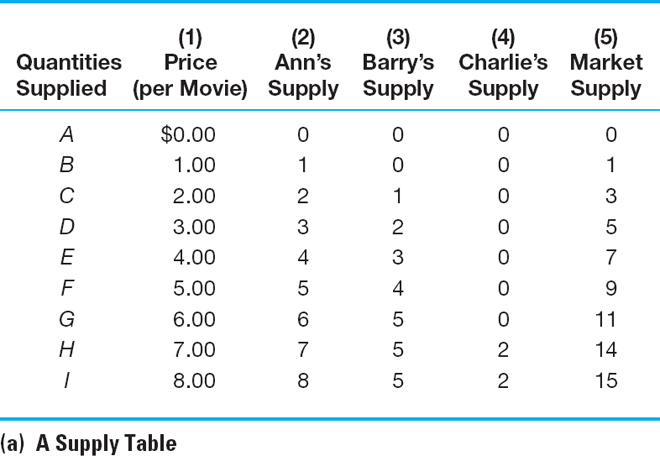 (1) (2) (3) (4) (5)
Quantities Price Ann's Barry's Charlie's Market
Supplied (per Movie) Supply Supply Supply Supply
A $0.00 0 0 0 0
B 1.00 1 0 0 1
C 2.00 2 1 0 3
D 3.00 3 2 0 5
E 4.00 4 3 0 7
F 5.00 5 4 0 9
G 6.00 6 5 0 11
H 7.00 7 5 2 14
I 8.00 8 5 2 15
(a) A Supply Table